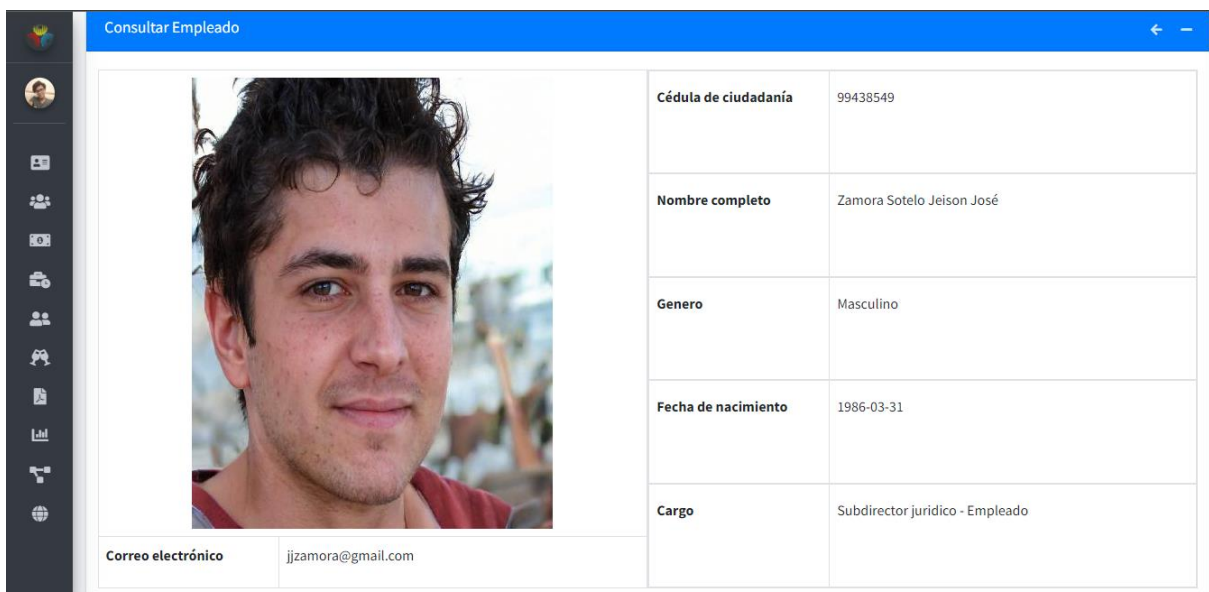 Consultar Empleado
Cédula de ciudadanía 99438549
Nombre completo Zamora Sotelo Jeison José
Genero Masculino
Fecha de nacimiento 1986-03-31
Cargo Subdirector juridico - Empleado
Correo electrónico jjzamora@gmail.com